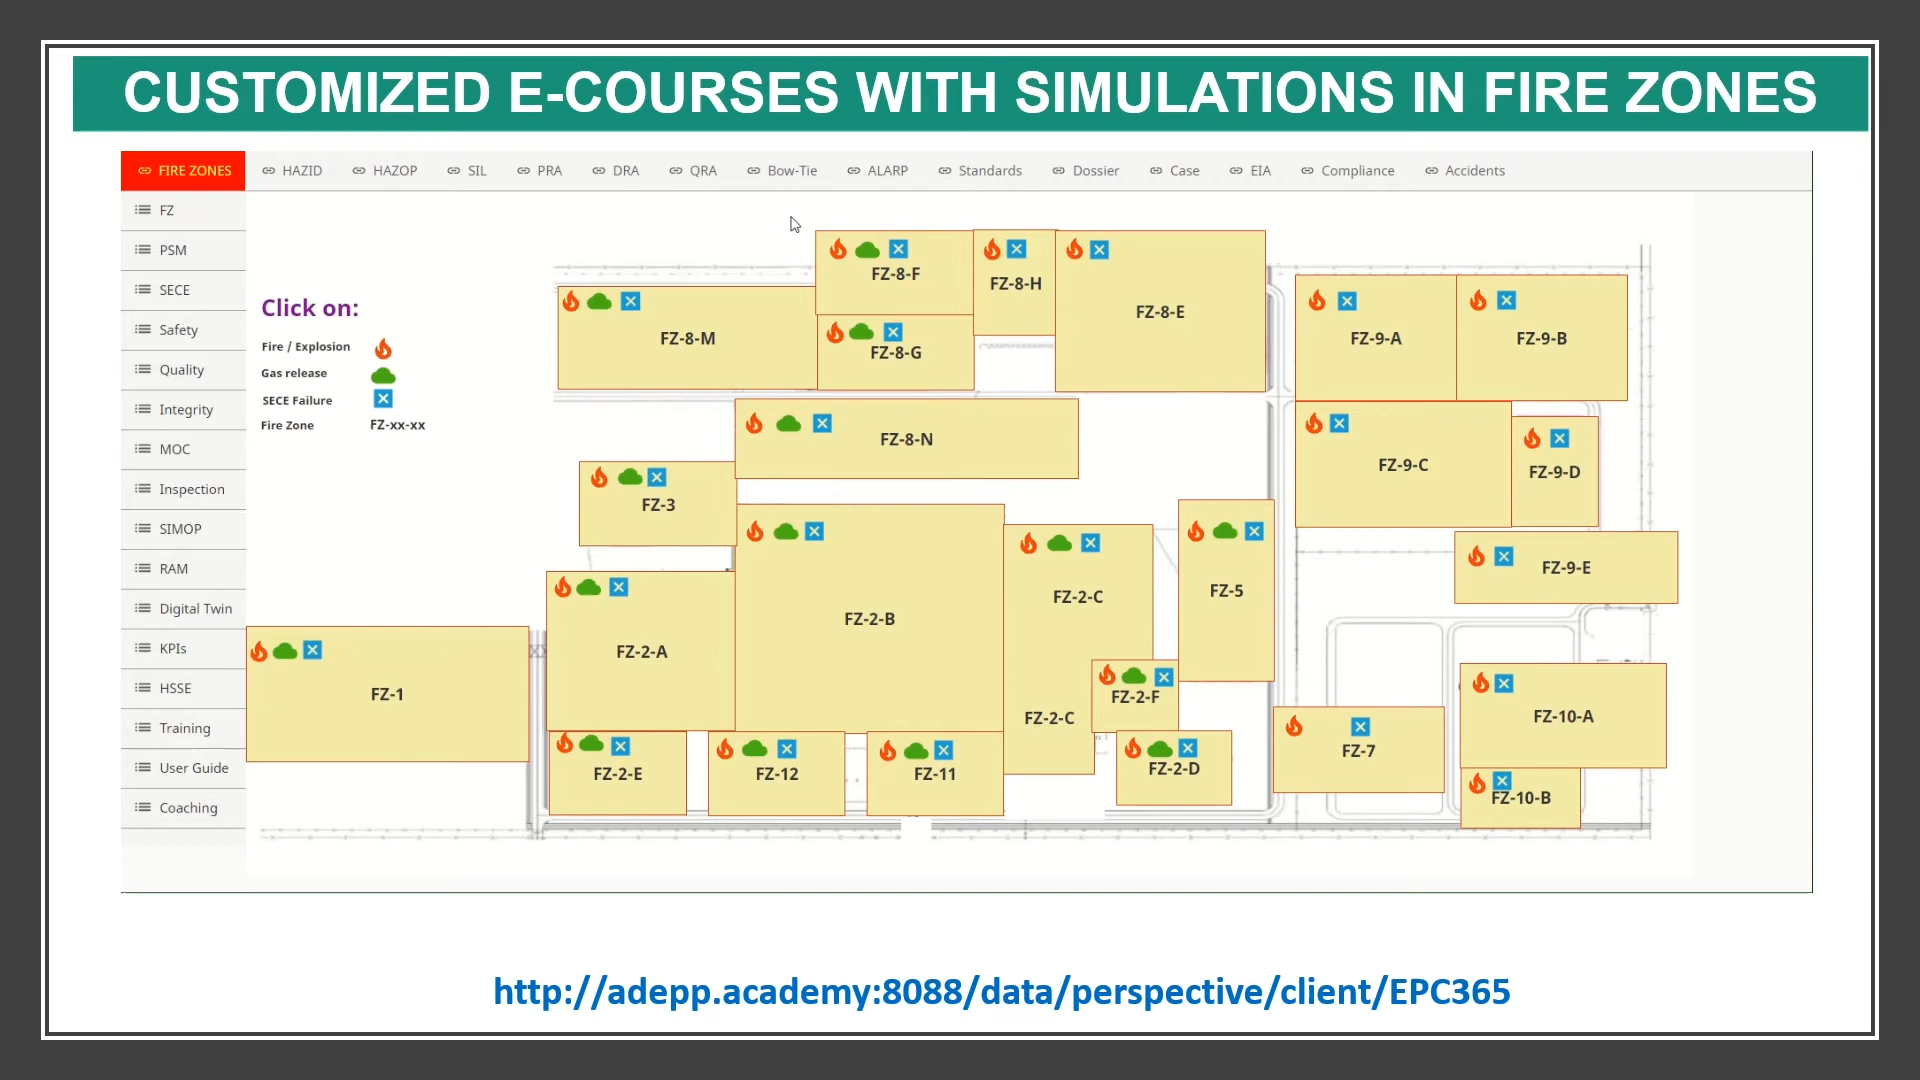 CUSTOMIZED E-COURSES WITH SIMULATIONS IN FIRE ZONES
FIRE ZONES HAZID HAZOP SIL PRA DRA QRA Bow-Tie ALARP Standards Dossier Case EIA Compliance Accidents
FZ
PSM
SECE
Safety
Quality
Integrity
MOC
Inspection
SIMOP
RAM
Digital Twin
KPIs
HSSE
Training
User Guide
Coaching
Click on:
Fire / Explosion
Gas release
SECE Failure
Fire Zone FZ-xx-xx
FZ-8-F
FZ-8-H
FZ-8-E
FZ-8-M
FZ-8-G
FZ-9-A
FZ-9-B
FZ-8-N
FZ-9-C
FZ-9-D
FZ-3
FZ-9-E
FZ-5
FZ-2-C
FZ-2-B
FZ-2-A
FZ-1
FZ-2-F
FZ-2-C
FZ-10-A
FZ-7
FZ-2-E
FZ-12
FZ-11
FZ-2-D
FZ-10-B
http://adepp.academy:8088/data/perspective/client/EPC365